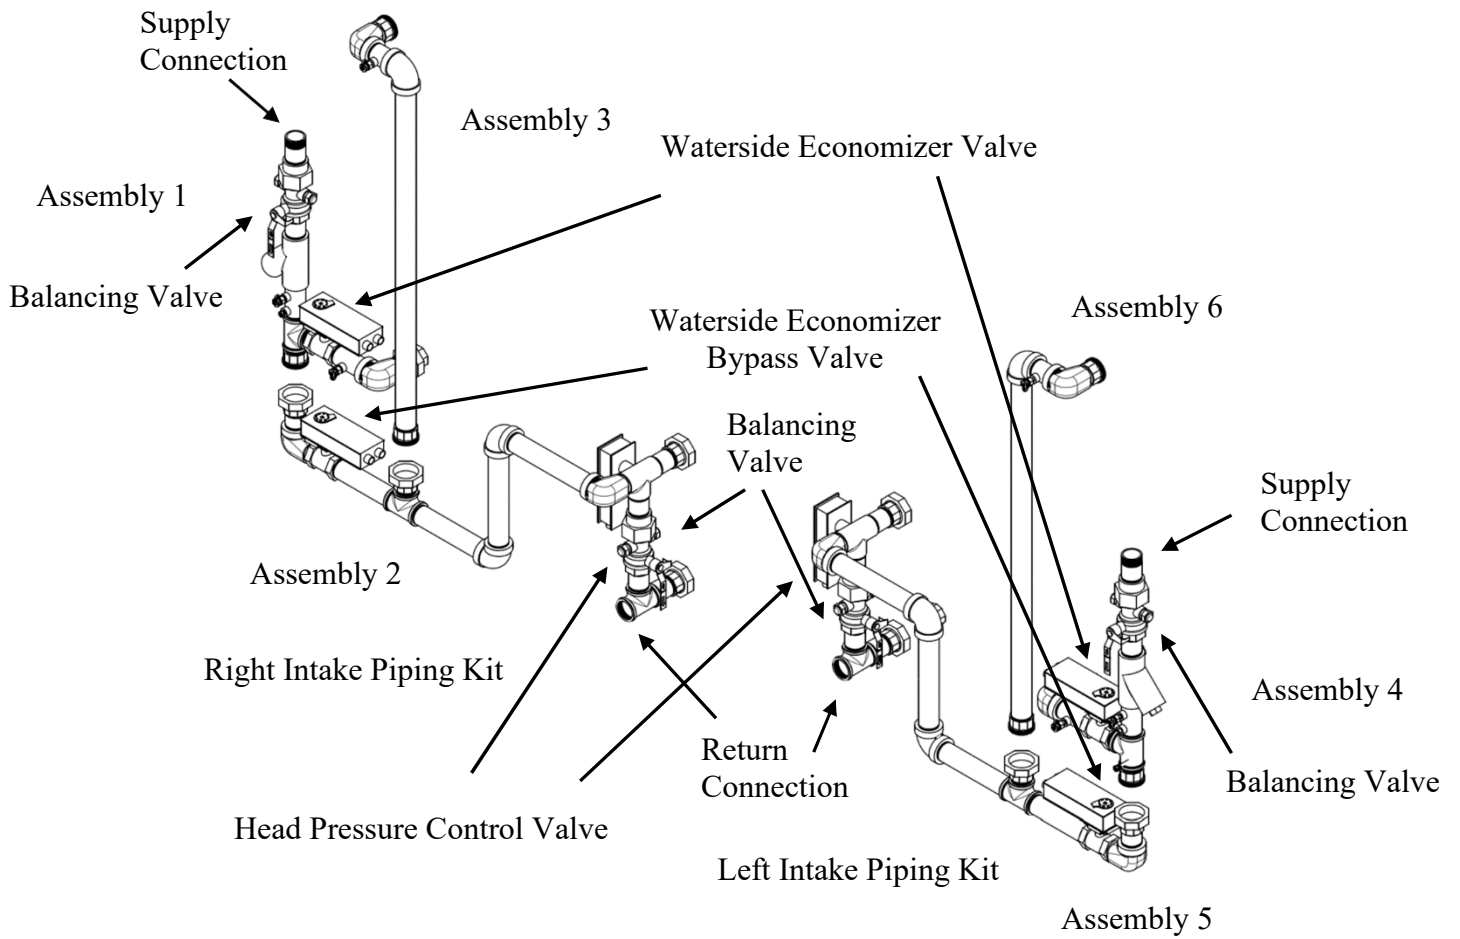 Supply
Connection
Assembly 3
Waterside Economizer Valve
Assembly 1
Balancing Valve
Waterside Economizer
Bypass Valve
Assembly 6
Balancing
Valve
Supply
Connection
Assembly 2
Right Intake Piping Kit
Assembly 4
Return
Connection
Balancing Valve
Head Pressure Control Valve
Left Intake Piping Kit
Assembly 5